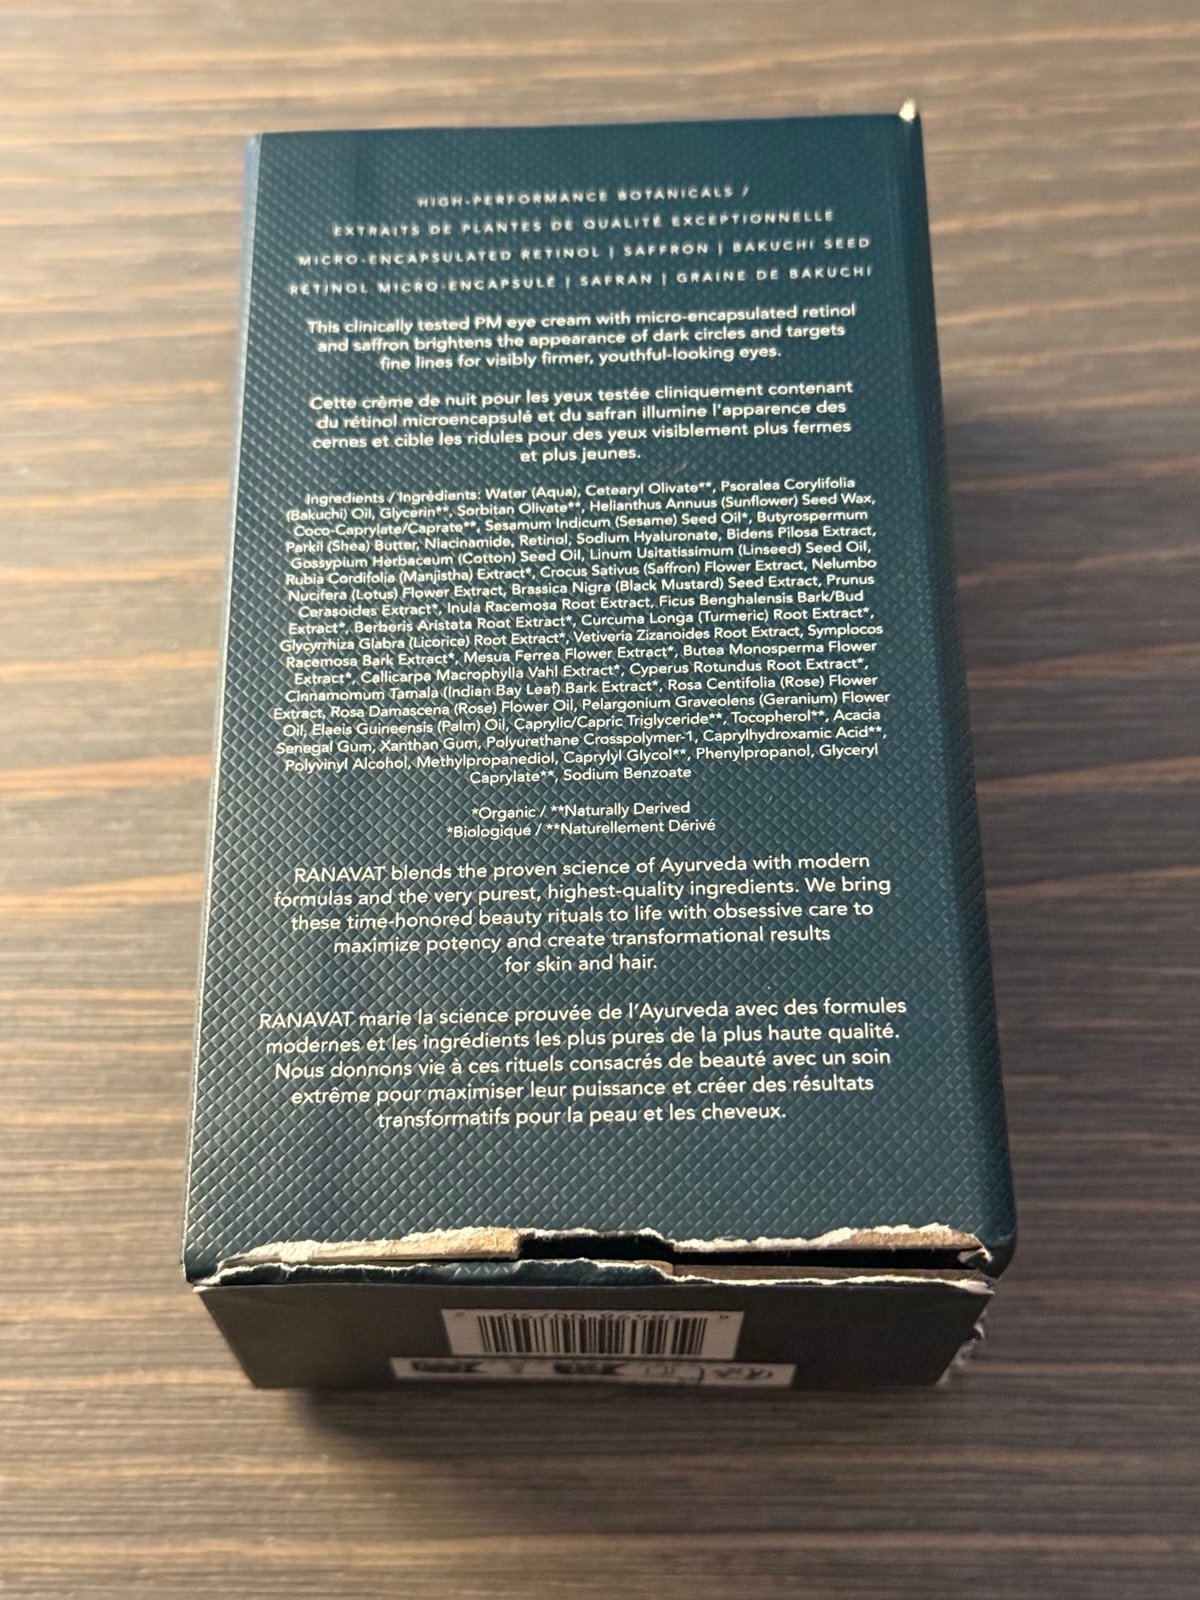 HIGH-PERFORMANCE BOTANICALS /
EXTRAITS DE PLANTES DE QUALITÉ EXCEPTIONNELLE
MICRO-ENCAPSULATED RETINOL | SAFFRON | BAKUCHI SEED
RÉTINOL MICRO-ENCAPSULÉ | SAFRAN | GRAINE DE BAKUCHI
This clinically tested PM eye cream with micro-encapsulated retinol
and saffron brightens the appearance of dark circles and targets
fine lines for visibly firmer, youthful-looking eyes.
Cette crème de nuit pour les yeux testée cliniquement contenant
du rétinol microencapsulé et du safran illumine l'apparence des
cernes et cible les ridules pour des yeux visiblement plus fermes
et plus jeunes.
Ingredients / Ingrédients: Water (Aqua), Cetearyl Olivate**, Psoralea Corylifolia
(Bakuchi) Oil, Glycerin**, Sorbitan Olivate**, Helianthus Annuus (Sunflower) Seed Wax,
Coco-Caprylate/Caprate**, Sesamum Indicum (Sesame) Seed Oil*, Butyrospermum
Parkii (Shea) Butter, Niacinamide, Retinol, Sodium Hyaluronate, Bidens Pilosa Extract,
Gossypium Herbaceum (Cotton) Seed Oil, Linum Usitatissimum (Linseed) Seed Oil,
Rubia Cordifolia (Manjistha) Extract*, Crocus Sativus (Saffron) Flower Extract, Nelumbo
Nucifera (Lotus) Flower Extract, Brassica Nigra (Black Mustard) Seed Extract, Prunus
Cerasoides Extract*, Inula Racemosa Root Extract, Ficus Benghalensis Bark/Bud
Extract*, Berberis Aristata Root Extract*, Curcuma Longa (Turmeric) Root Extract*,
Glycyrrhiza Glabra (Licorice) Root Extract*, Vetiveria Zizanoides Root Extract, Symplocos
Racemosa Bark Extract*, Mesua Ferrea Flower Extract*, Butea Monosperma Flower
Extract*, Callicarpa Macrophylla Vahl Extract*, Cyperus Rotundus Root Extract*,
Cinnamomum Tamala (Indian Bay Leaf) Bark Extract*, Rosa Centifolia (Rose) Flower
Extract, Rosa Damascena (Rose) Flower Oil, Pelargonium Graveolens (Geranium) Flower
Oil, Elaeis Guineensis (Palm) Oil, Caprylic/Capric Triglyceride**, Tocopherol**, Acacia
Senegal Gum, Xanthan Gum, Polyurethane Crosspolymer-1, Caprylhydroxamic Acid**,
Polyvinyl Alcohol, Methylpropanediol, Caprylyl Glycol**, Phenylpropanol, Glyceryl
Caprylate**, Sodium Benzoate
*Organic / **Naturally Derived
*Biologique / **Naturellement Dérivé
RANAVAT blends the proven science of Ayurveda with modern
formulas and the very purest, highest-quality ingredients. We bring
these time-honored beauty rituals to life with obsessive care to
maximize potency and create transformational results
for skin and hair.
RANAVAT marie la science prouvée de l'Ayurveda avec des formules
modernes et les ingrédients les plus pures de la plus haute qualité.
Nous donnons vie à ces rituels consacrés de beauté avec un soin
extrême pour maximiser leur puissance et créer des résultats
transformatifs pour la peau et les cheveux.